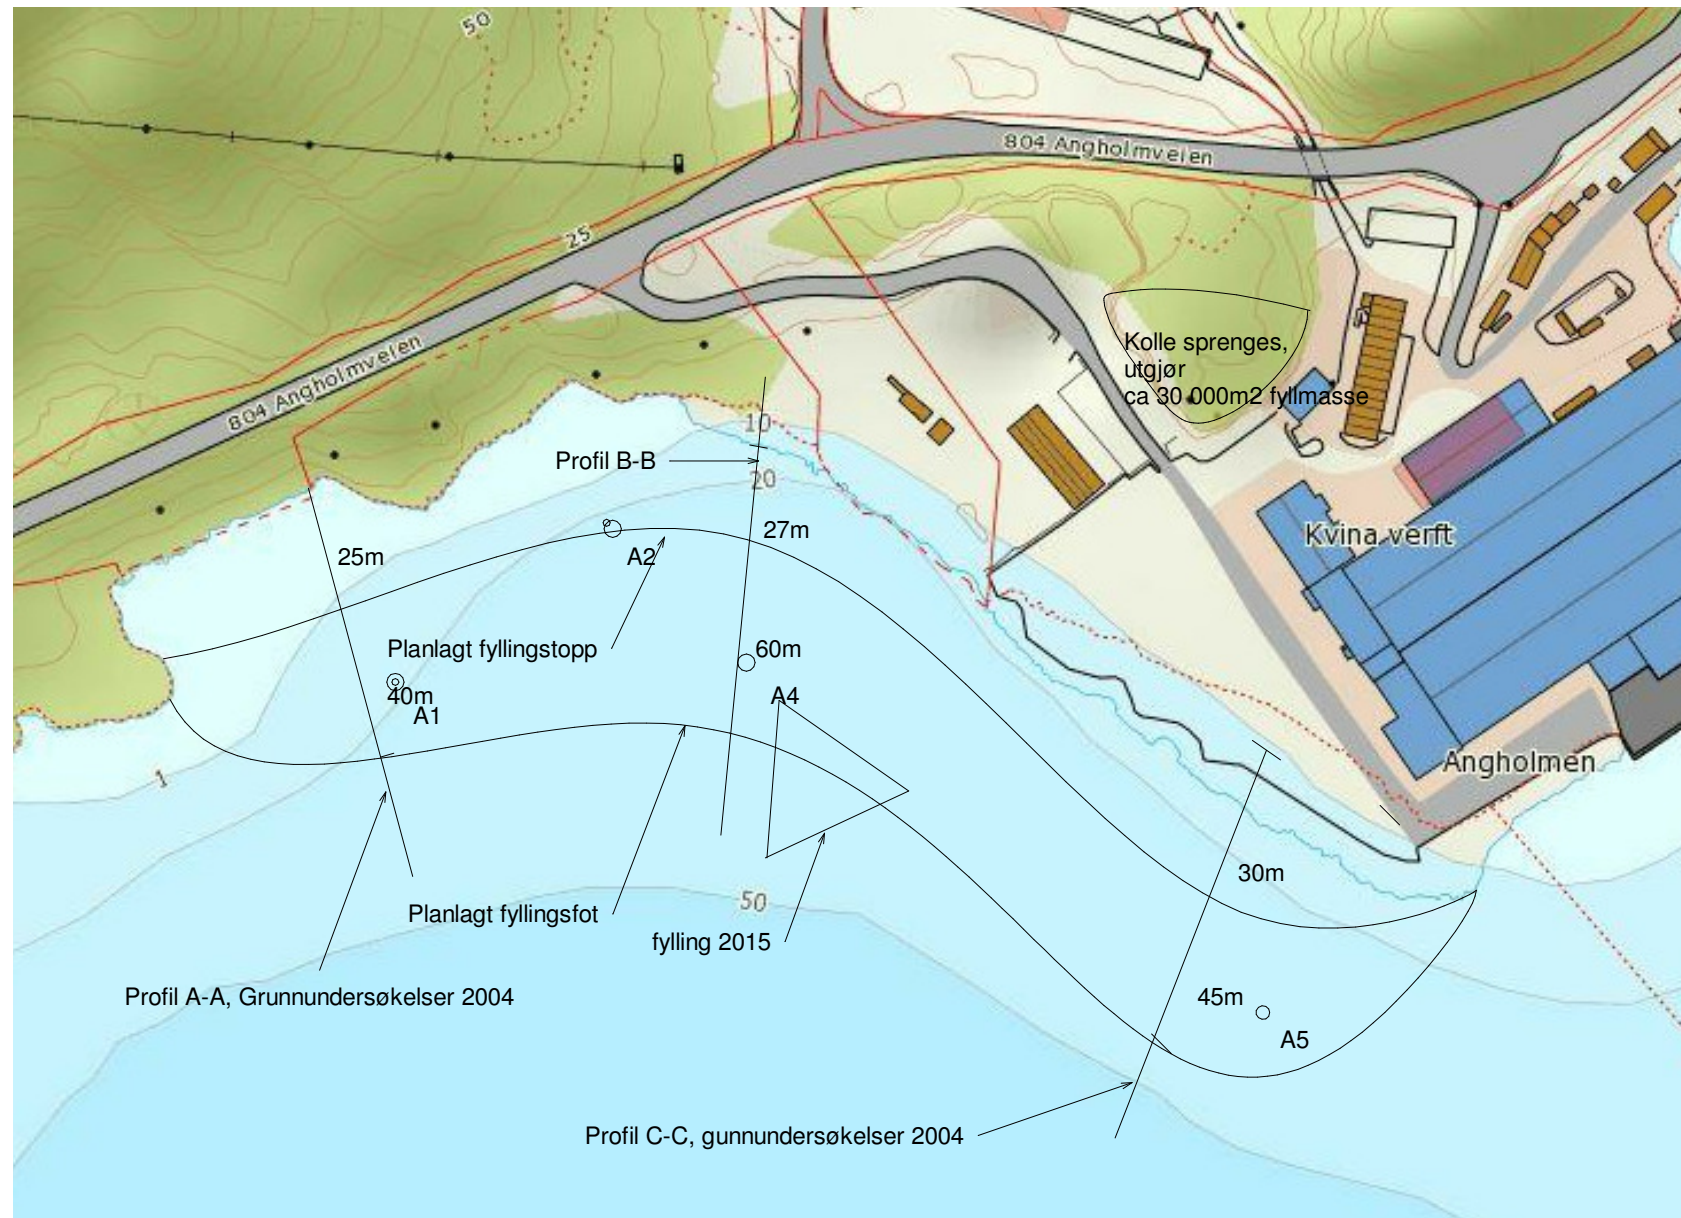 50
804 Angholmveien
25
804 Angholmveien
Kolle sprenges,
utgjør
ca 30 000m2 fyllmasse
10
Profil B-B
20
Kvina verft
27m
25m
A2
Planlagt fyllingstopp
60m
40m
A4
A1
1
Angholmen
30m
50
Planlagt fyllingsfot
fylling 2015
Profil A-A, Grunnundersøkelser 2004
45m
A5
Profil C-C, gunnundersøkelser 2004